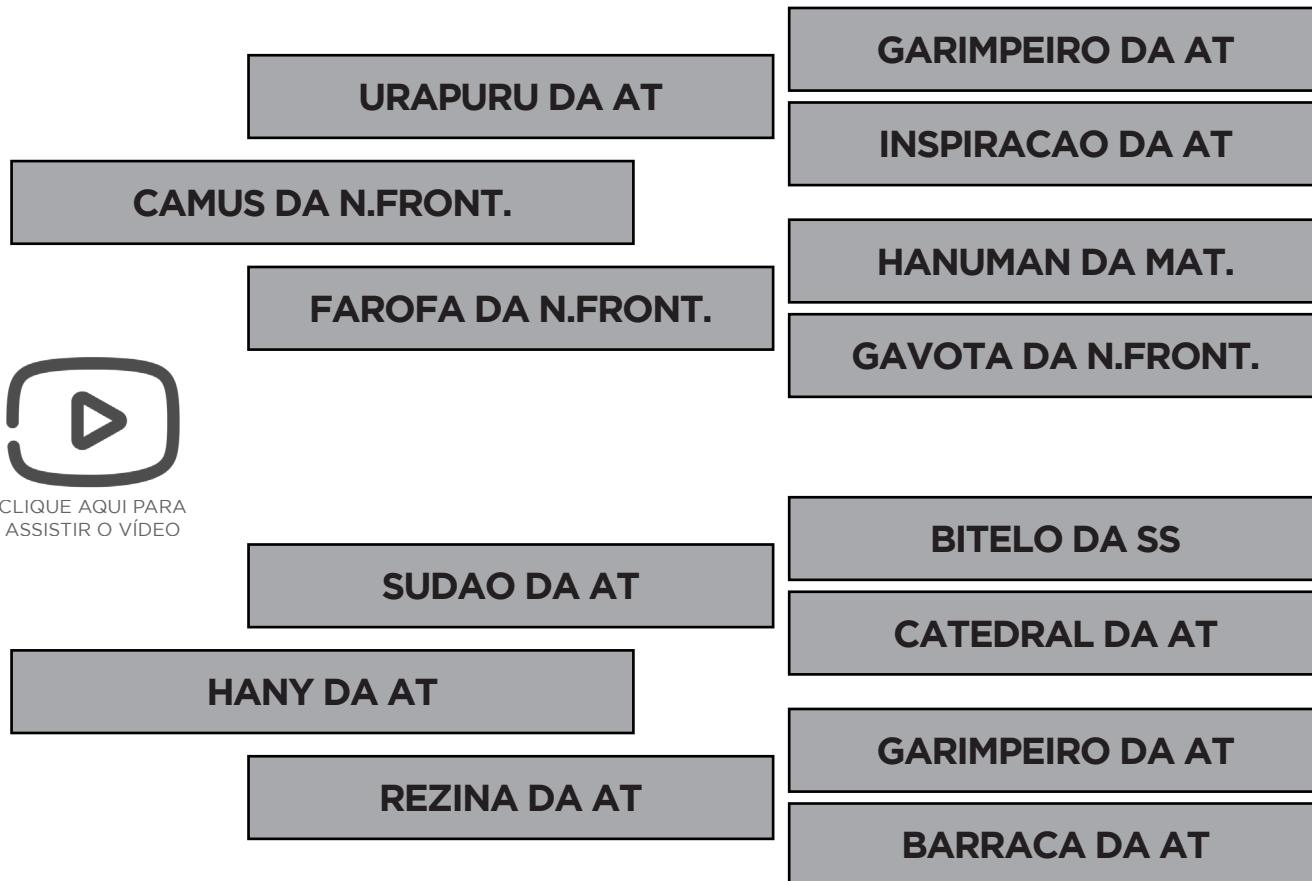 GARIMPEIRO DA AT
URAPURU DA AT
INSPIRACAO DA AT
CAMUS DA N.FRONT.
HANUMAN DA MAT.
FAROFA DA N.FRONT.
GAVOTA DA N.FRONT.
CLIQUE AQUI PARA
ASSISTIR O VÍDEO
BITELO DA SS
SUDAO DA AT
CATEDRAL DA AT
HANY DA AT
GARIMPEIRO DA AT
REZINA DA AT
BARRACA DA AT